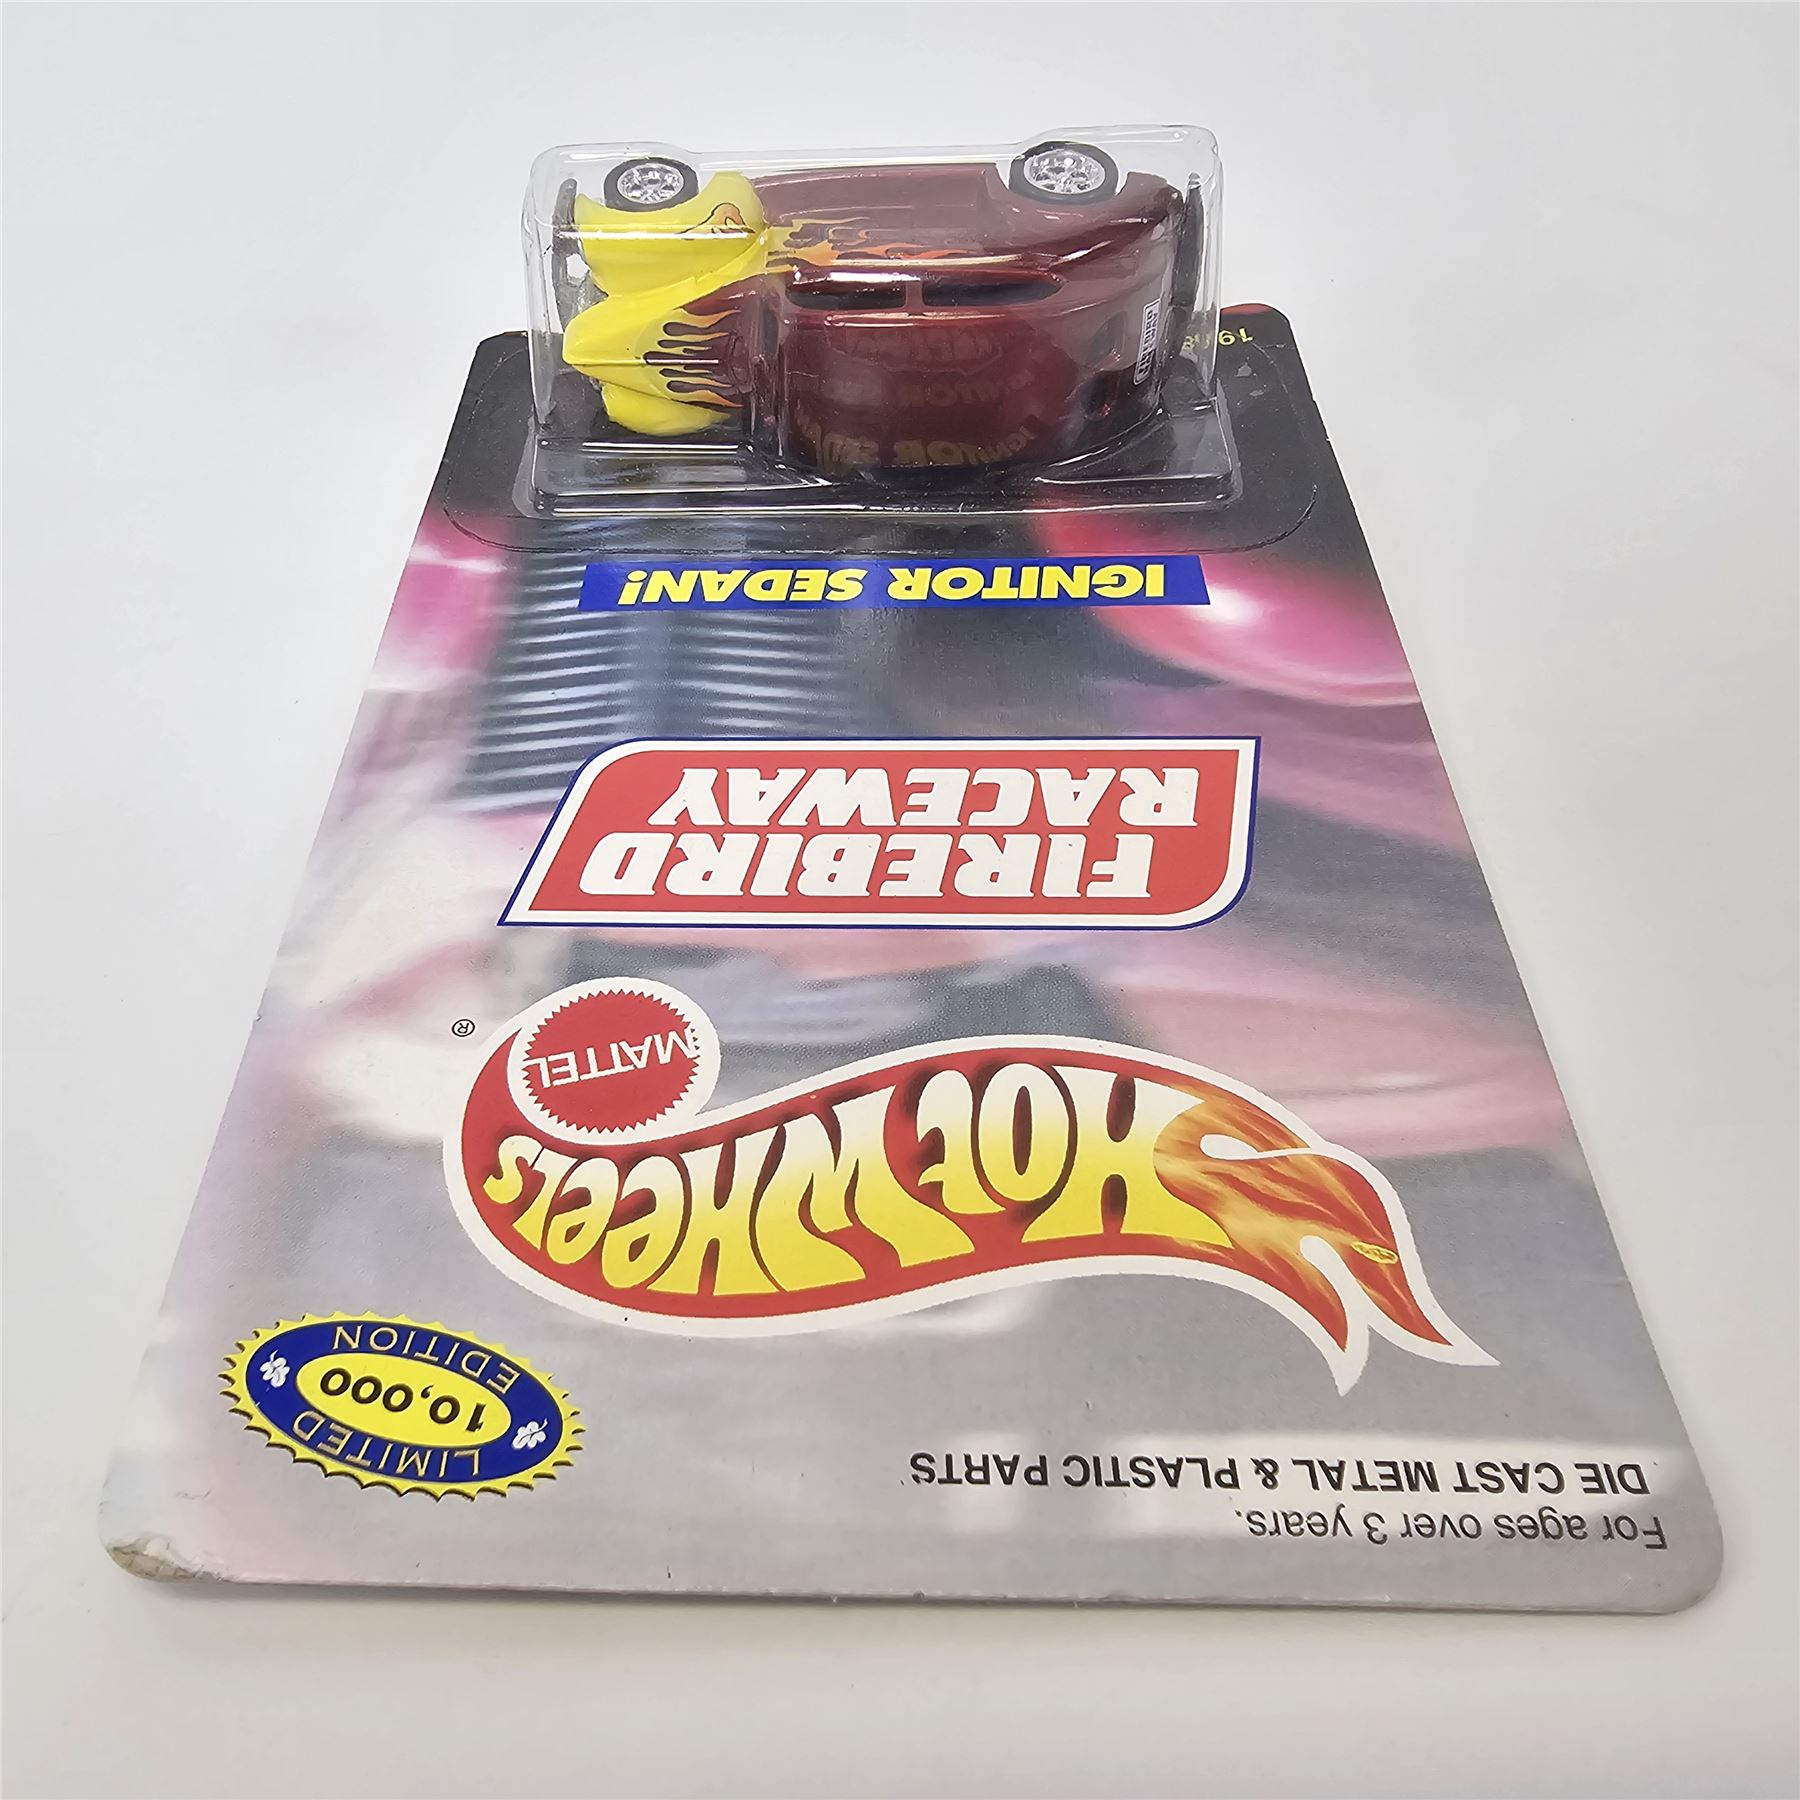 For ages over 3 years.
DIE CAST METAL & PLASTIC PARTS
LIMITED
10,000
EDITION
HOT WHEELS
MATTEL
®
FIREBIRD
RACEWAY
IGNITOR SEDAN!